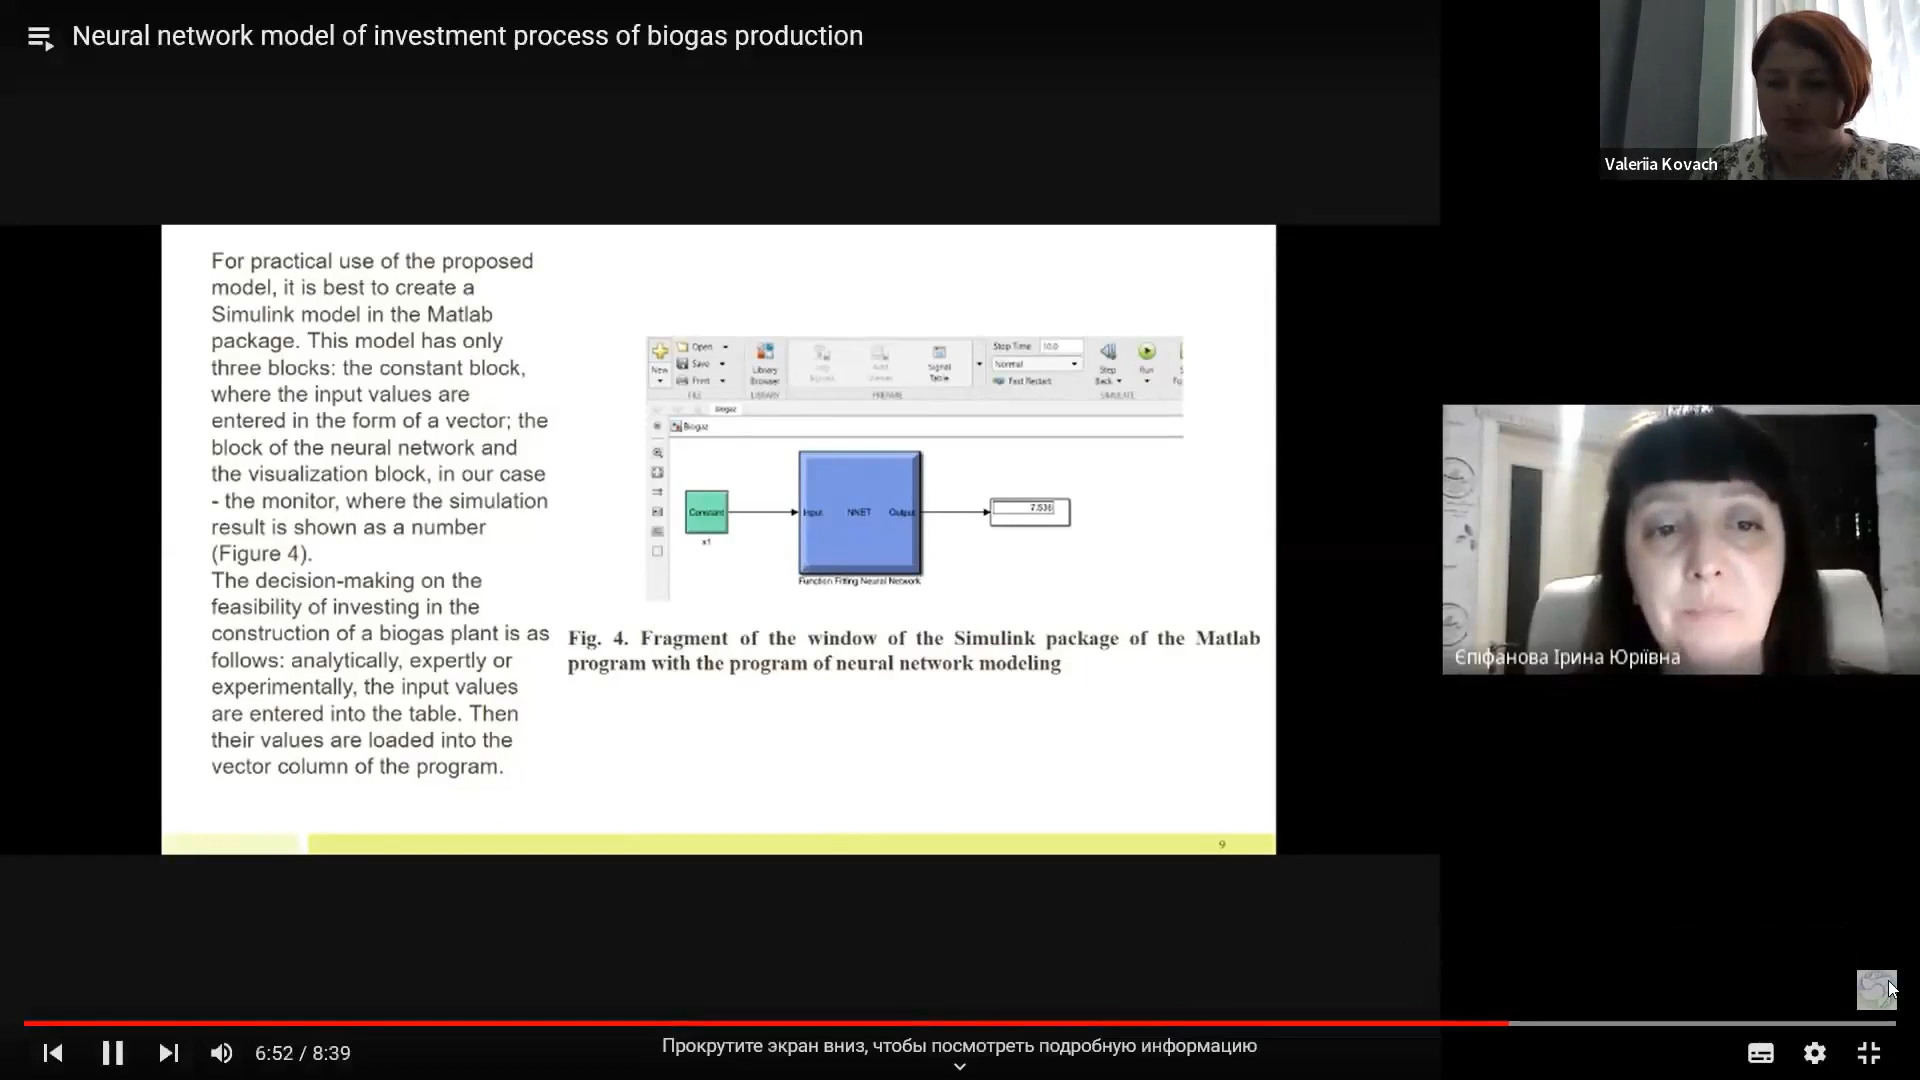 Neural network model of investment process of biogas production
Valeriia Kovach
For practical use of the proposed
model, it is best to create a
Simulink model in the Matlab
package. This model has only
three blocks: the constant block,
where the input values are
entered in the form of a vector; the
block of the neural network and
the visualization block, in our case
- the monitor, where the simulation
result is shown as a number
(Figure 4).
The decision-making on the
feasibility of investing in the
construction of a biogas plant is as
follows: analytically, expertly or
experimentally, the input values
are entered into the table. Then
their values are loaded into the
vector column of the program.
New
Open
Save
Print
FILE
Library
Browser
LIBRARY
Signal
Table
PREPARE
Stop Time 10.0
Normal
Fast Restart
Step
Back
Run
SIMULATE
Biogaz
Biogaz
Constant
x1
Input NNET Output
Function Fitting Neural Network
7.536
Fig. 4. Fragment of the window of the Simulink package of the Matlab
program with the program of neural network modeling
9
Єпіфанова Ірина Юріївна
6:52 / 8:39
Прокрутите экран вниз, чтобы посмотреть подробную информацию